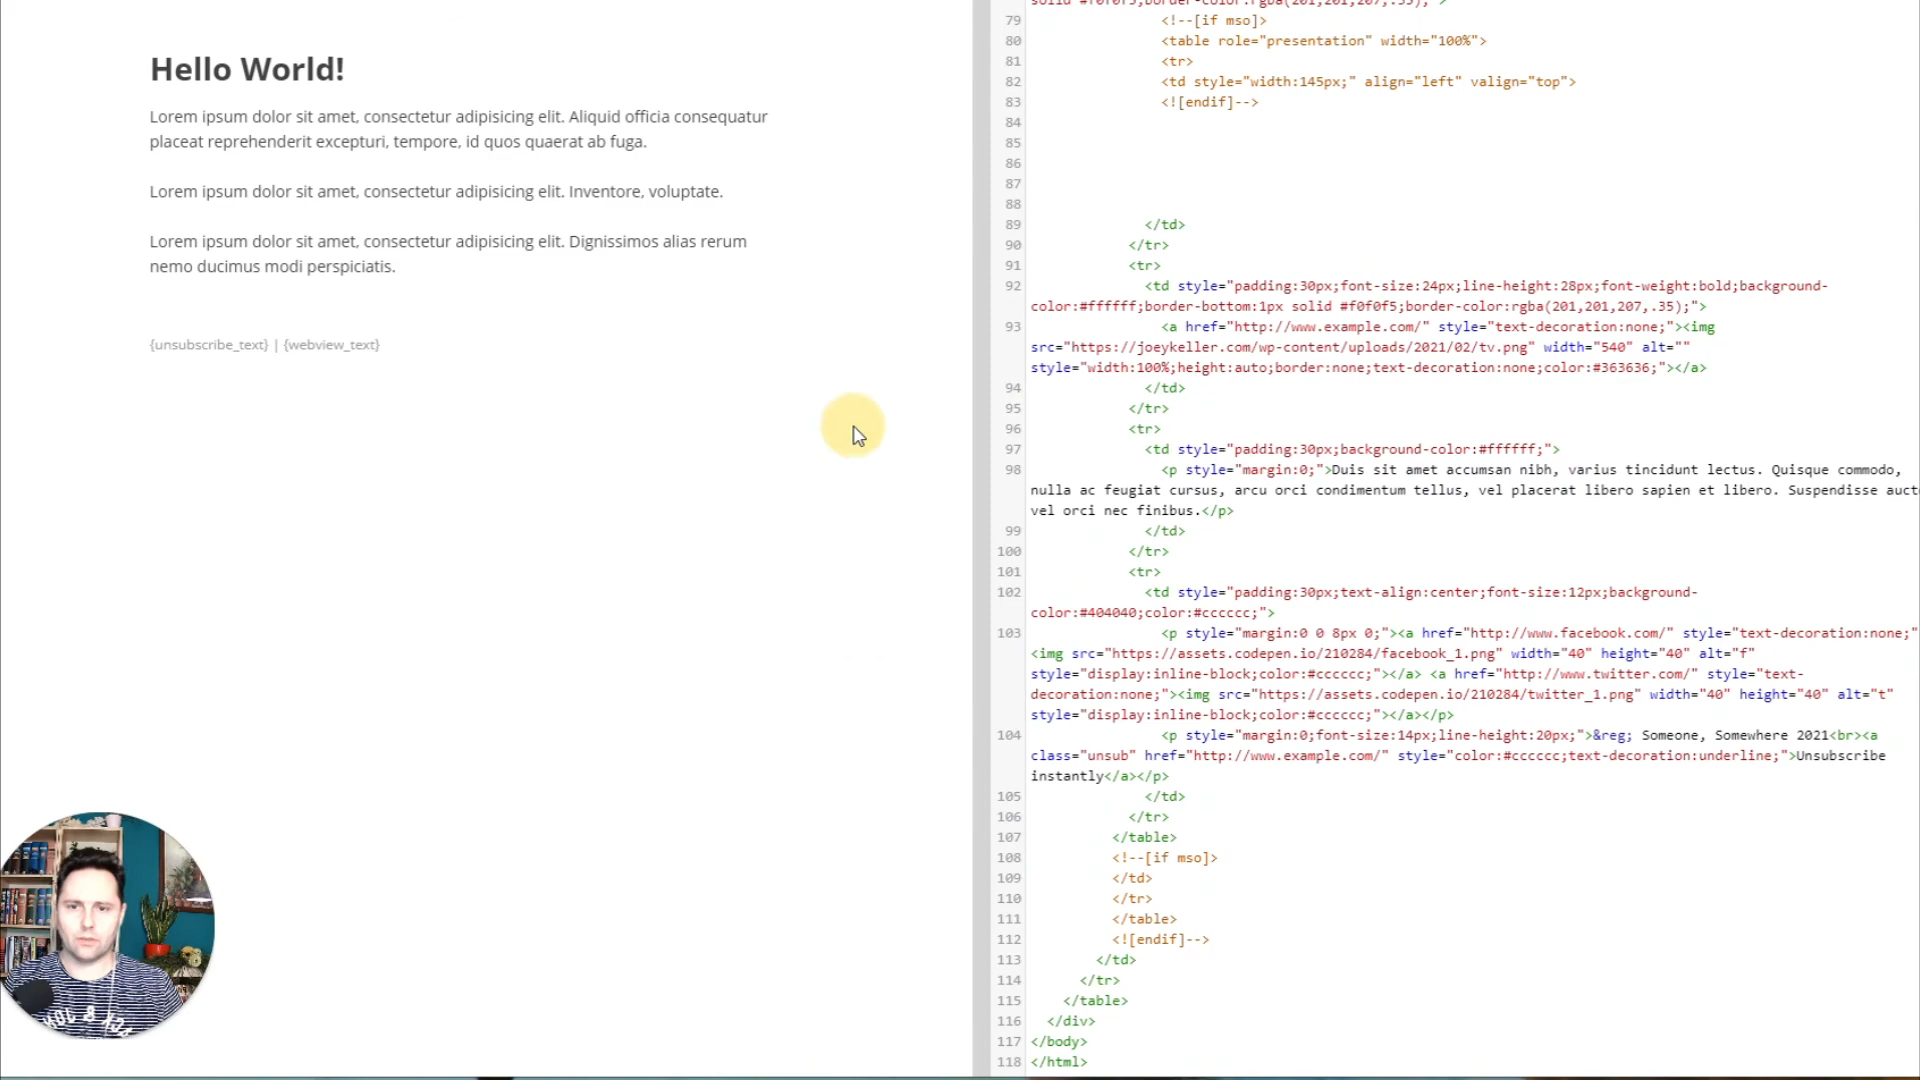 Hello World!
Lorem ipsum dolor sit amet, consectetur adipisicing elit. Aliquid officia consequatur
placeat reprehenderit excepturi, tempore, id quos quaerat ab fuga.
Lorem ipsum dolor sit amet, consectetur adipisicing elit. Inventore, voluptate.
Lorem ipsum dolor sit amet, consectetur adipisicing elit. Dignissimos alias rerum
nemo ducimus modi perspiciatis.
{unsubscribe_text} | {webview_text}
solid #f0f0f5;border-color:rgba(201,201,207,.35);">
79 <!--[if mso]>
80 <table role="presentation" width="100%">
81 <tr>
82 <td style="width:145px;" align="left" valign="top">
83 <![endif]-->
84
85
86
87
88
89 </td>
90 </tr>
91 <tr>
92 <td style="padding:30px;font-size:24px;line-height:28px;font-weight:bold;background-
color:#ffffff;border-bottom:1px solid #f0f0f5;border-color:rgba(201,201,207,.35);">
93 <a href="http://www.example.com/" style="text-decoration:none;"><img
src="https://joeykeller.com/wp-content/uploads/2021/02/tv.png" width="540" alt=""
style="width:100%;height:auto;border:none;text-decoration:none;color:#363636;"></a>
94 </td>
95 </tr>
96 <tr>
97 <td style="padding:30px;background-color:#ffffff;">
98 <p style="margin:0;">Duis sit amet accumsan nibh, varius tincidunt lectus. Quisque commodo,
nulla ac feugiat cursus, arcu orci condimentum tellus, vel placerat libero sapien et libero. Suspendisse auct
vel orci nec finibus.</p>
99 </td>
100 </tr>
101 <tr>
102 <td style="padding:30px;text-align:center;font-size:12px;background-
color:#404040;color:#cccccc;">
103 <p style="margin:0 0 8px 0;"><a href="http://www.facebook.com/" style="text-decoration:none;"
<img src="https://assets.codepen.io/210284/facebook_1.png" width="40" height="40" alt="f"
style="display:inline-block;color:#cccccc;"></a> <a href="http://www.twitter.com/" style="text-
decoration:none;"><img src="https://assets.codepen.io/210284/twitter_1.png" width="40" height="40" alt="t"
style="display:inline-block;color:#cccccc;"></a></p>
104 <p style="margin:0;font-size:14px;line-height:20px;">&reg; Someone, Somewhere 2021<br><a
class="unsub" href="http://www.example.com/" style="color:#cccccc;text-decoration:underline;">Unsubscribe
instantly</a></p>
105 </td>
106 </tr>
107 </table>
108 <!--[if mso]>
109 </td>
110 </tr>
111 </table>
112 <![endif]-->
113 </td>
114 </tr>
115 </table>
116 </div>
117 </body>
118 </html>